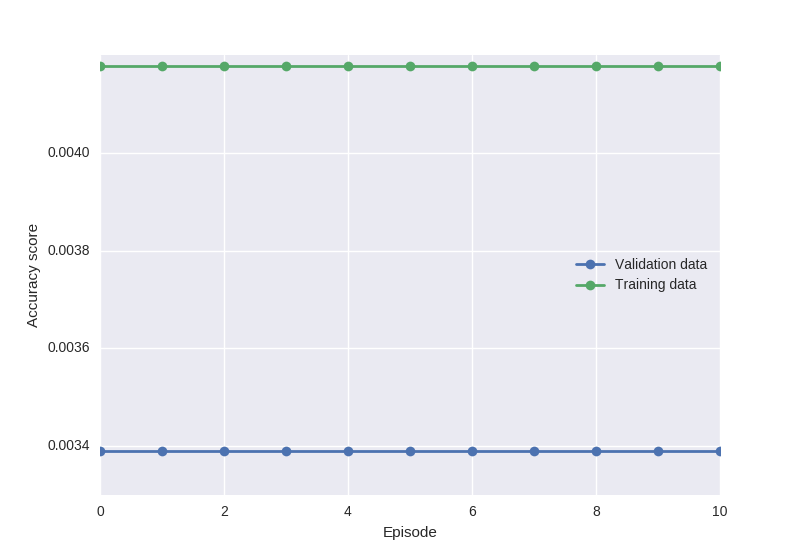 0.0040
0.0038
0.0036
0.0034
Accuracy score
Validation data
Training data
0 2 4 6 8 10
Episode